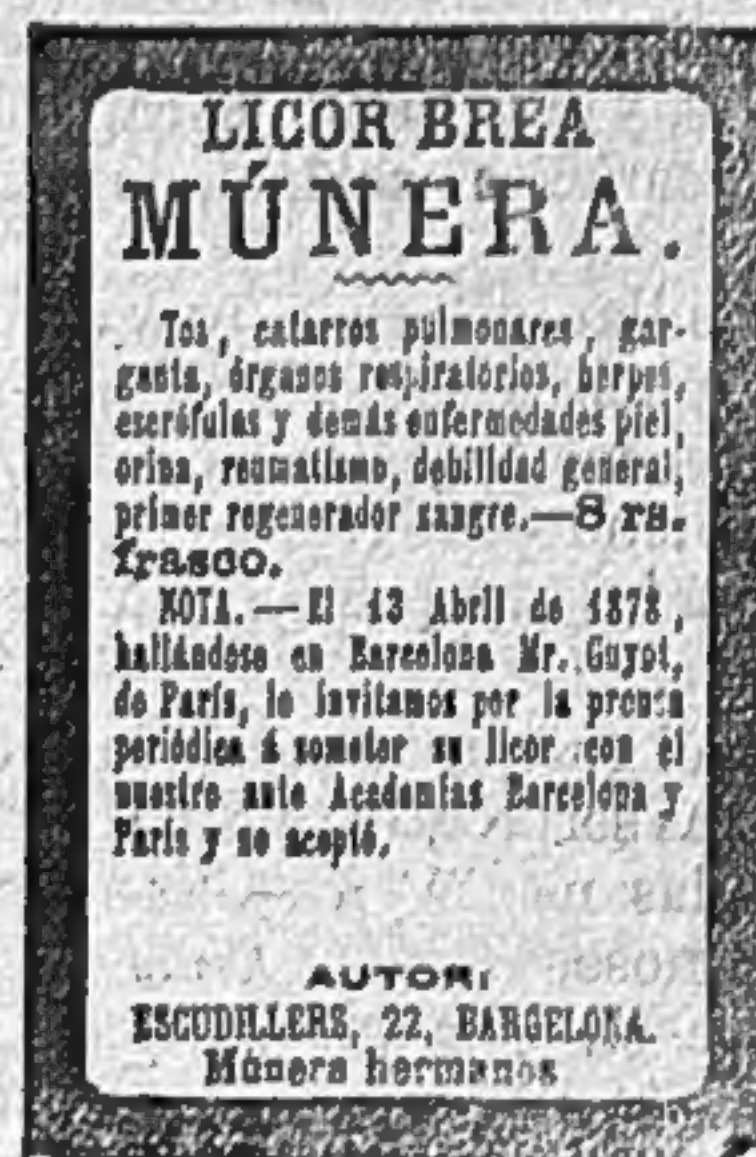 LICOR BREA
MÚNERA.
Tos, catarros pulmonares, gar-
ganta, órganos respiratorios, herpes,
escrófulas y demás enfermedades piel,
orina, reumatismo, debilidad general,
primer regenerador sangre.—8 rs.
frasco.
NOTA.—El 13 Abril de 1878,
hallándose en Barcelona Mr. Guyot,
de París, le invitamos por la prensa
periódica á someter su licor con el
nuestro ante Academias Barcelona y
París y no aceptó.
AUTOR:
ESCUDILLERS, 22, BARCELONA.
Múnera hermanos